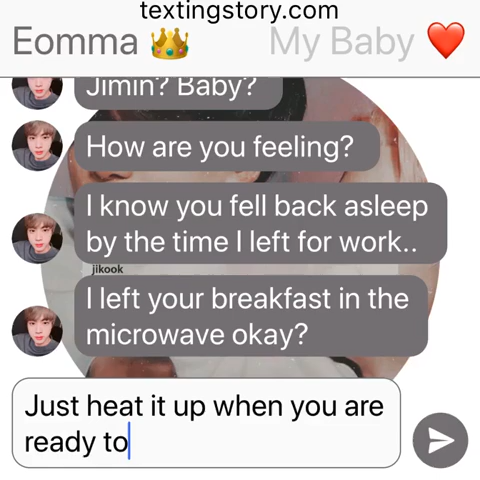 textingstory.com
Eomma 👑 My Baby ❤️
Jimin? Baby?
How are you feeling?
I know you fell back asleep
by the time I left for work..
jikook
I left your breakfast in the
microwave okay?
Just heat it up when you are
ready to